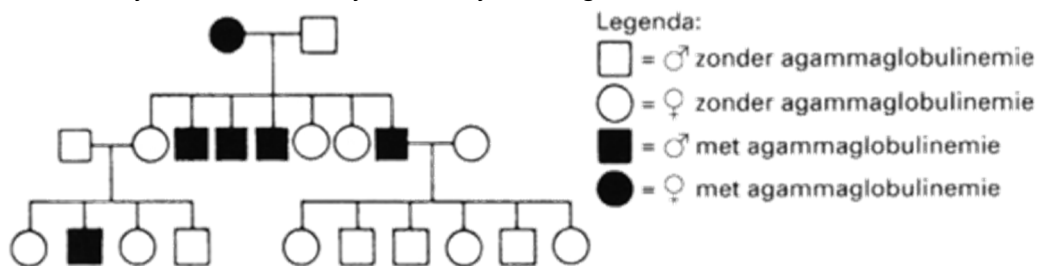 Legenda:
= ♂ zonder agammaglobulinemie
= ♀ zonder agammaglobulinemie
= ♂ met agammaglobulinemie
= ♀ met agammaglobulinemie